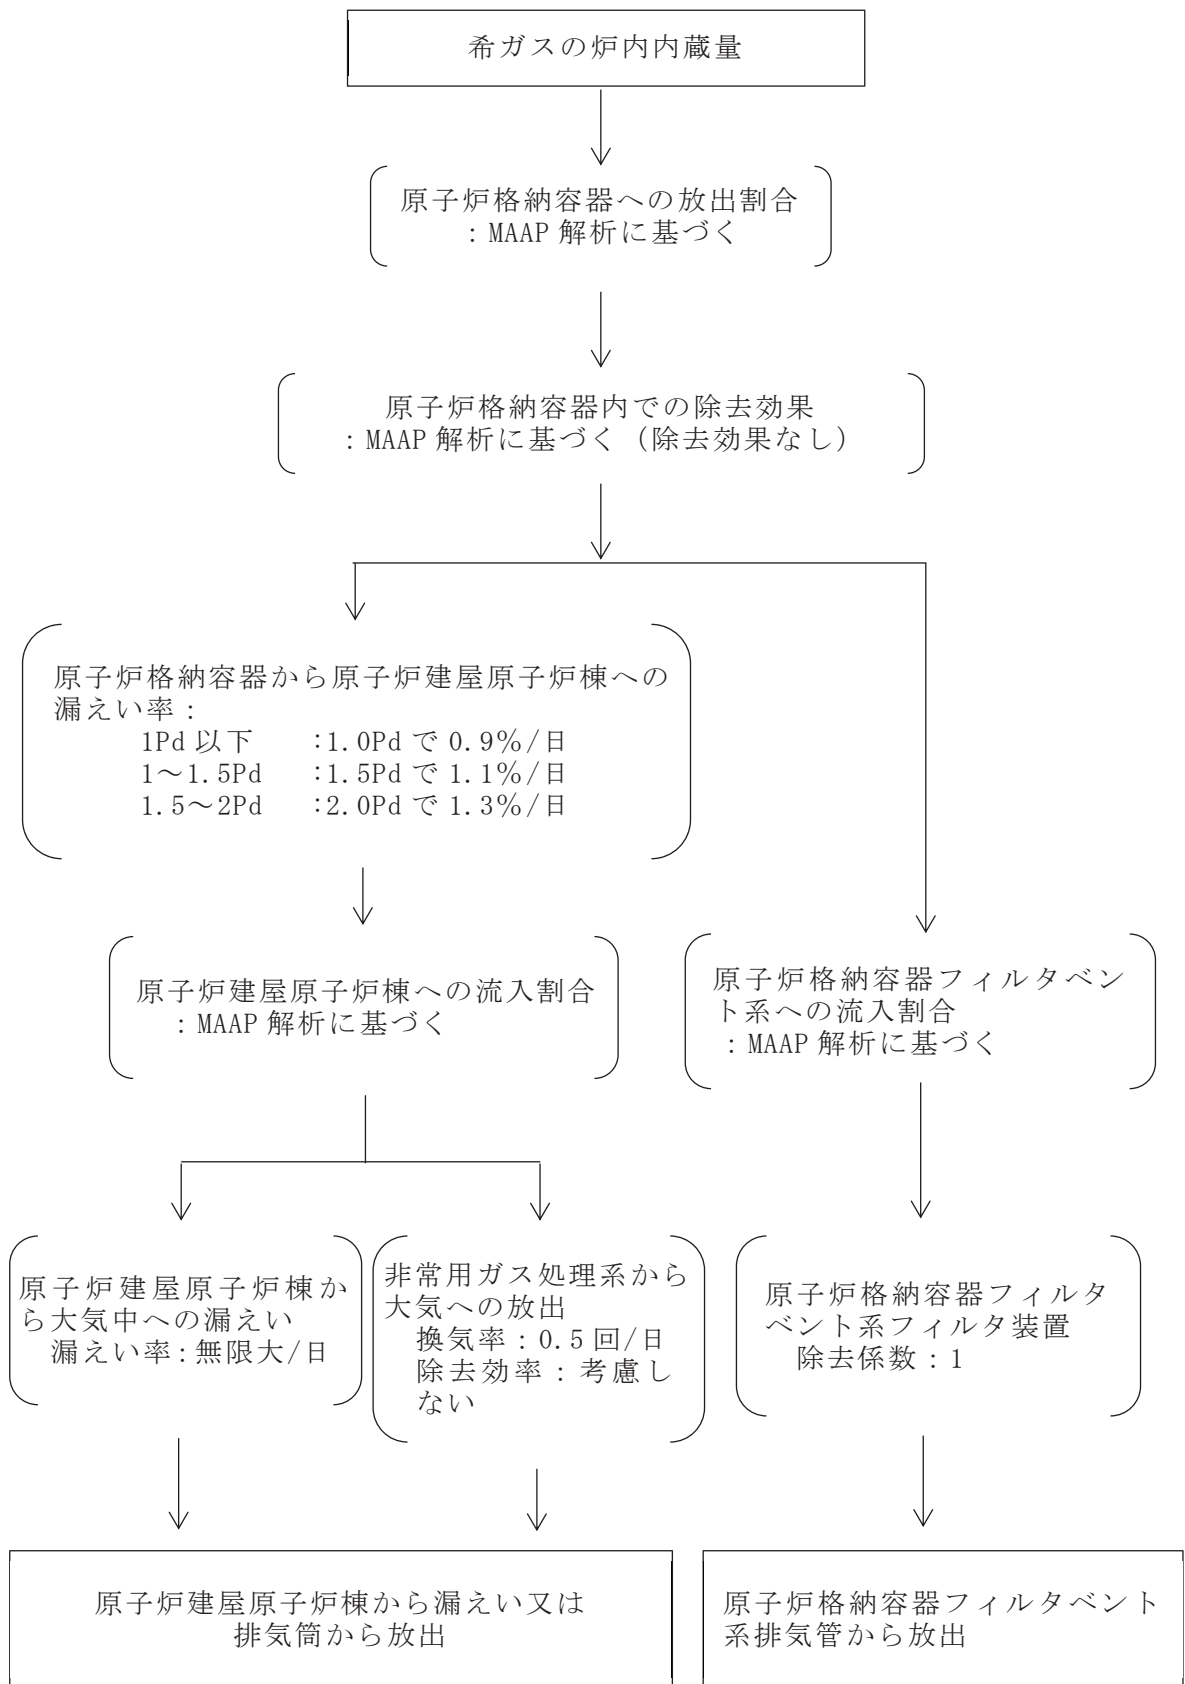 希ガスの炉内内蔵量
原子炉格納容器への放出割合
：MAAP 解析に基づく
原子炉格納容器内での除去効果
：MAAP 解析に基づく（除去効果なし）
原子炉格納容器から原子炉建屋原子炉棟への
漏えい率：
1Pd 以下　：1.0Pd で 0.9%/日
1～1.5Pd　：1.5Pd で 1.1%/日
1.5～2Pd　：2.0Pd で 1.3%/日
原子炉建屋原子炉棟への流入割合
：MAAP 解析に基づく
原子炉格納容器フィルタベン
ト系への流入割合
：MAAP 解析に基づく
原子炉建屋原子炉棟か
ら大気中への漏えい
漏えい率：無限大/日
非常用ガス処理系から
大気への放出
換気率：0.5 回/日
除去効率：考慮し
ない
原子炉格納容器フィルタ
ベント系フィルタ装置
除去係数：1
原子炉建屋原子炉棟から漏えい又は
排気筒から放出
原子炉格納容器フィルタベント
系排気管から放出